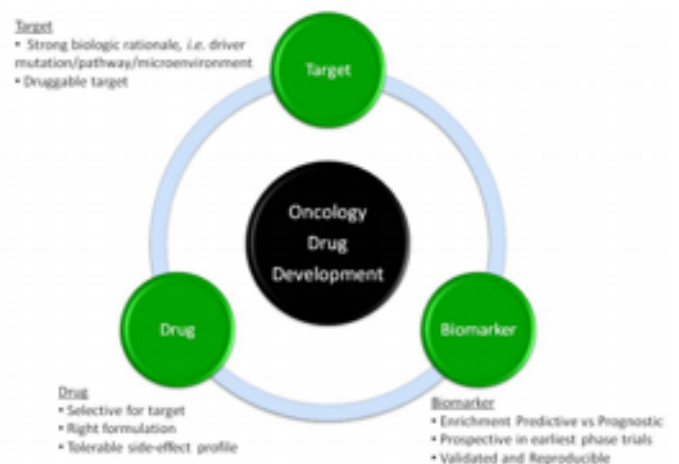 Target
• Strong biologic rationale, i.e. driver
mutation/pathway/microenvironment
• Druggable target
Target
Oncology
Drug
Development
Drug
Biomarker
Drug
• Selective for target
• Right formulation
• Tolerable side-effect profile
Biomarker
• Enrichment Predictive vs Prognostic
• Prospective in earliest phase trials
• Validated and Reproducible